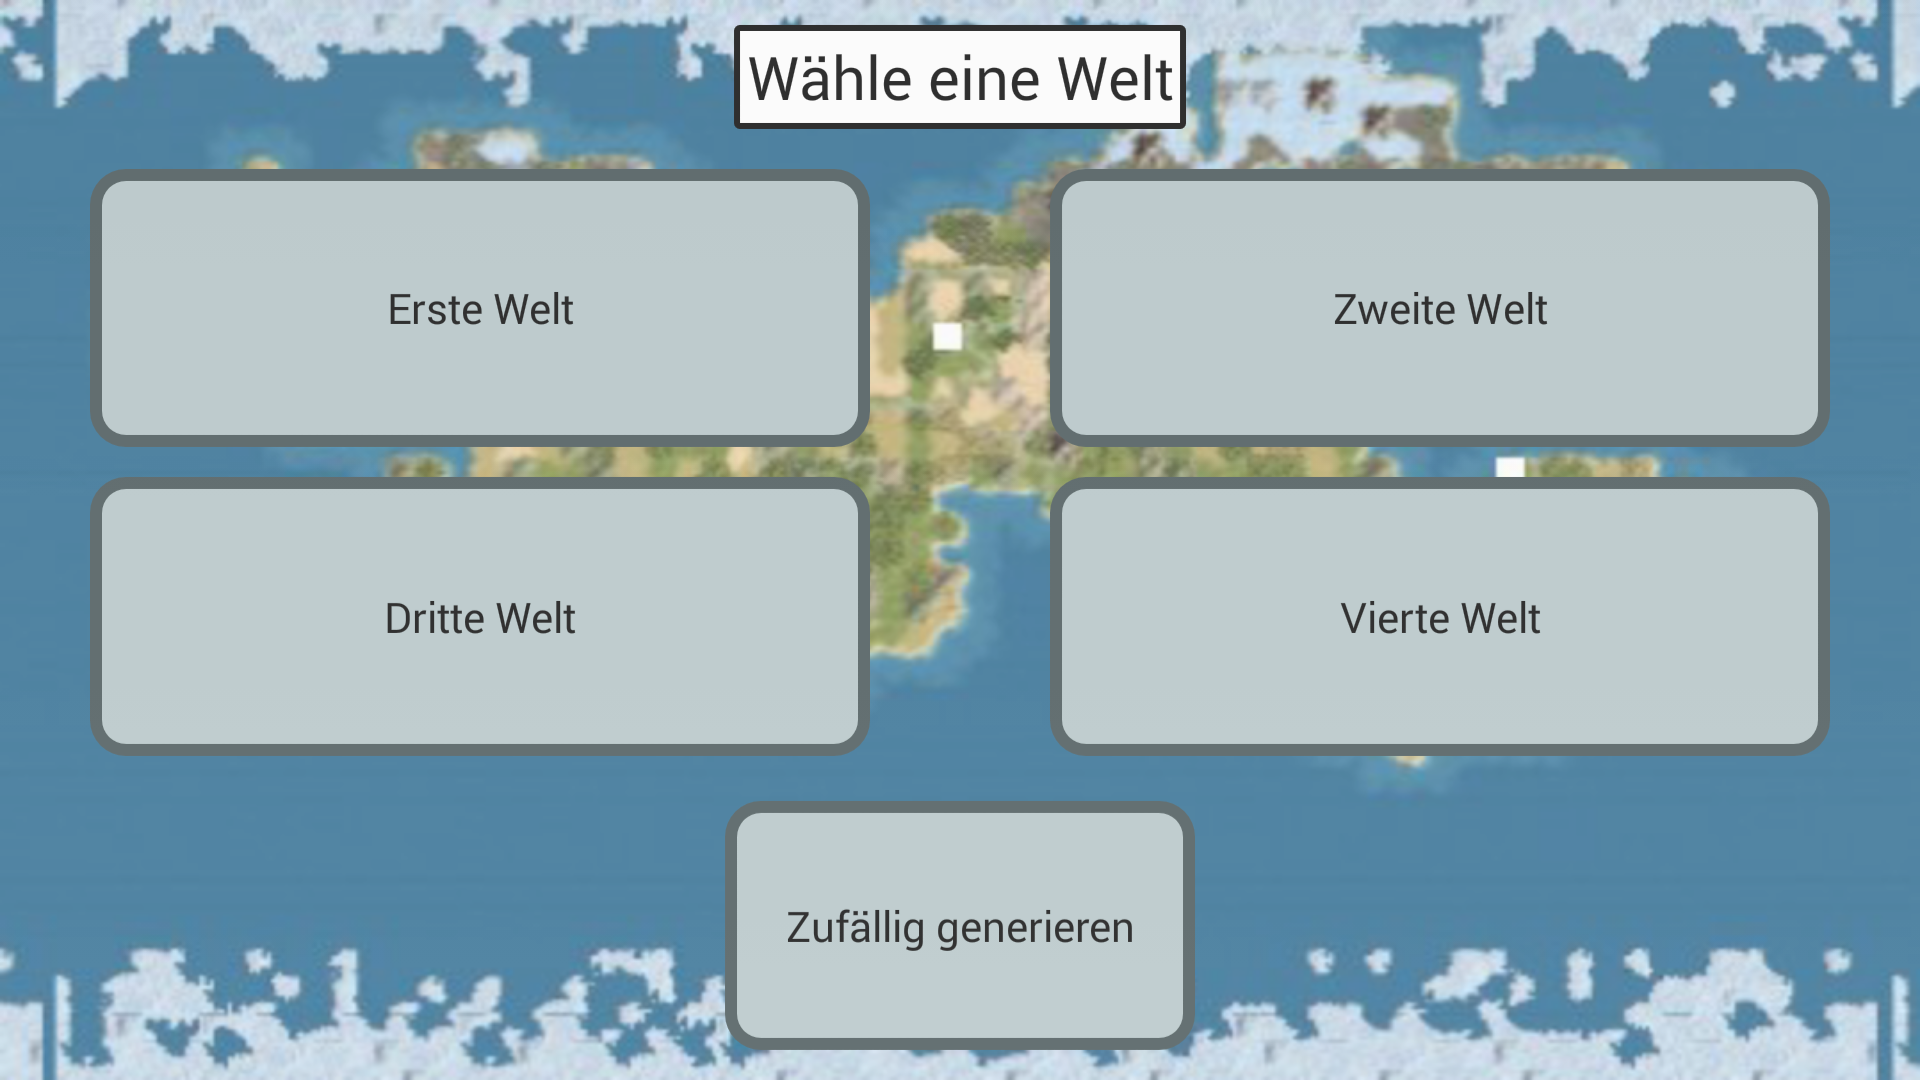 Wähle eine Welt
Erste Welt
Zweite Welt
Dritte Welt
Vierte Welt
Zufällig generieren